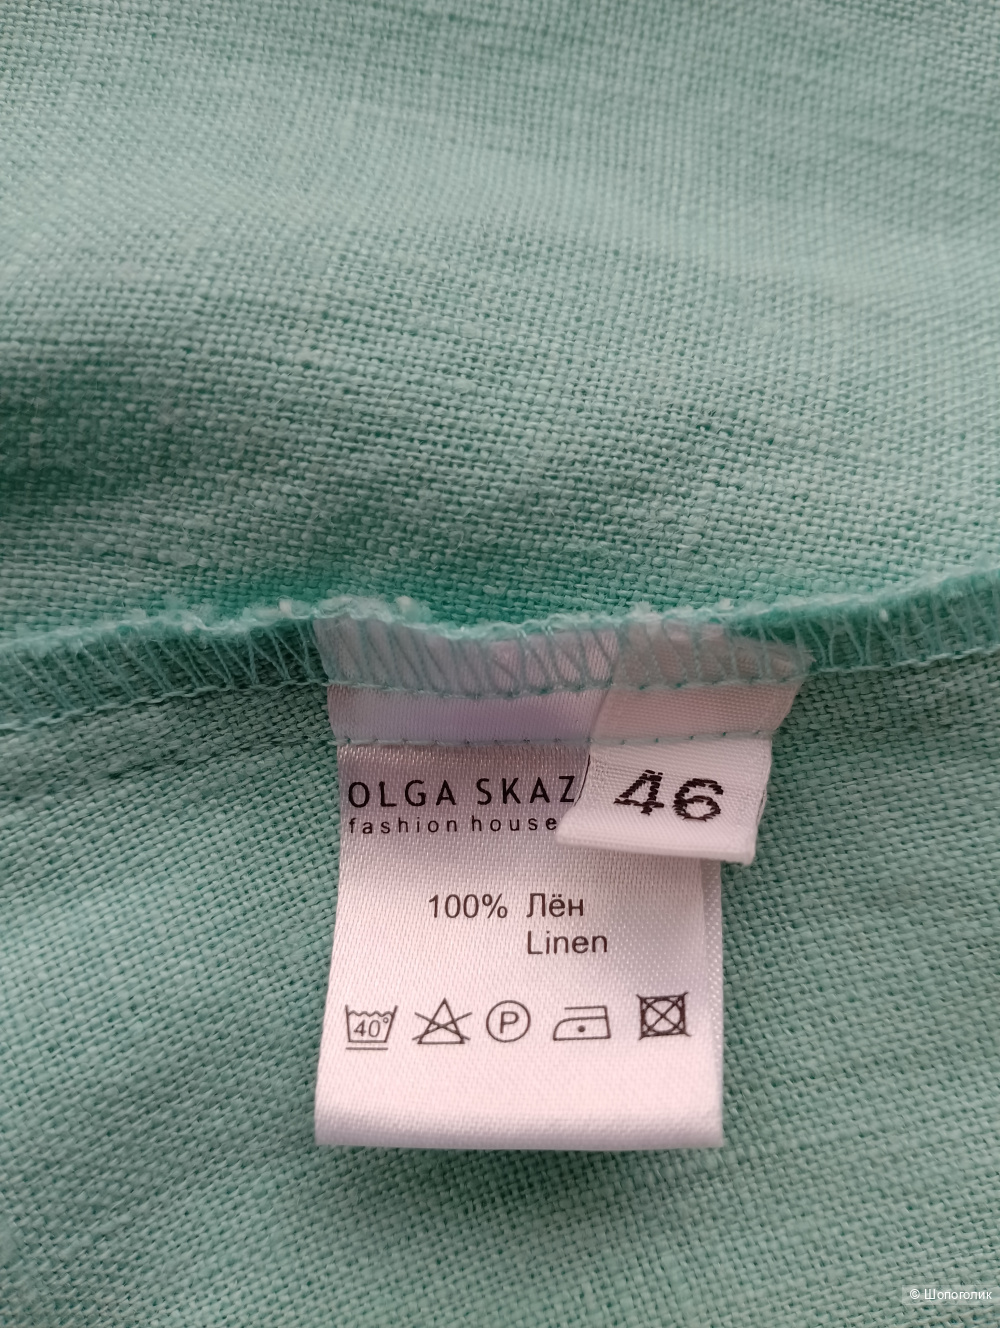 OLGA SKAZ
fashion house
46
100% Лён
Linen
40°
P
© Шопоголик